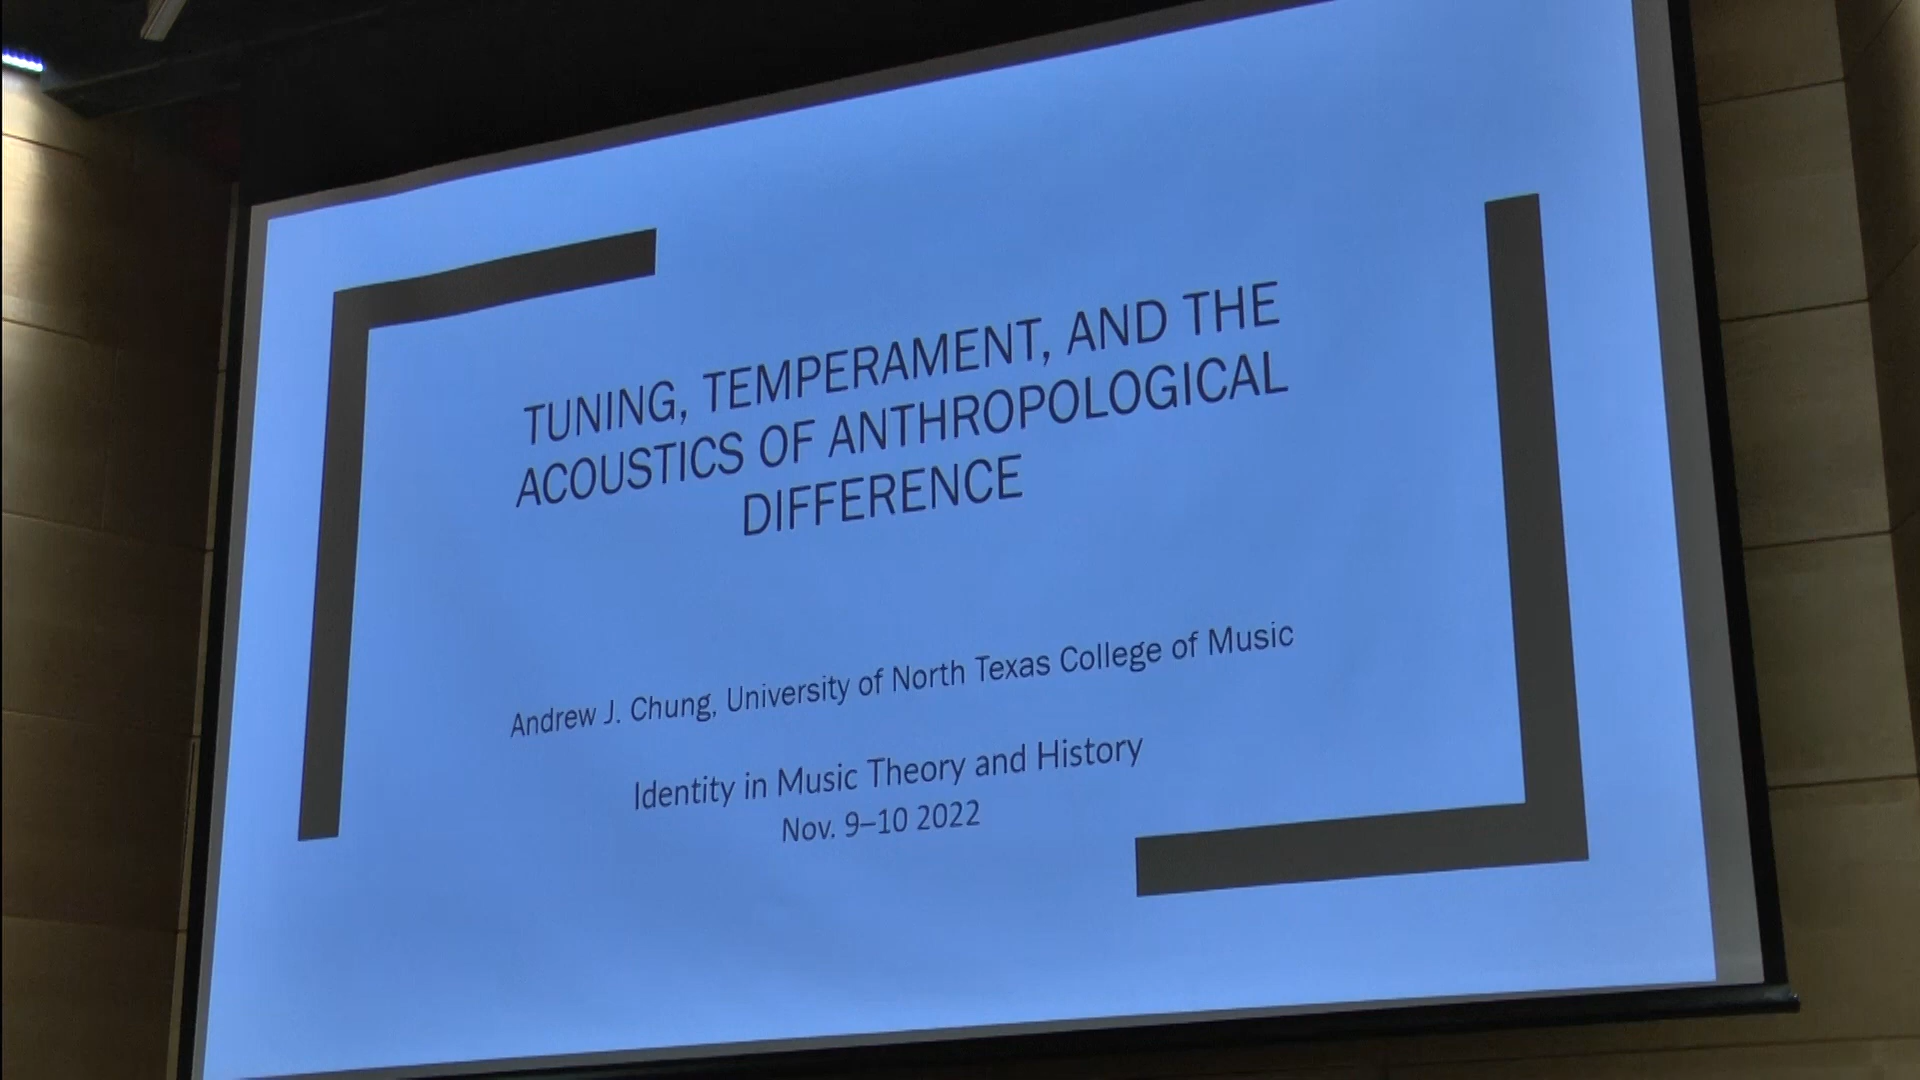 TUNING, TEMPERAMENT, AND THE
ACOUSTICS OF ANTHROPOLOGICAL
DIFFERENCE
Andrew J. Chung, University of North Texas College of Music
Identity in Music Theory and History
Nov. 9–10 2022